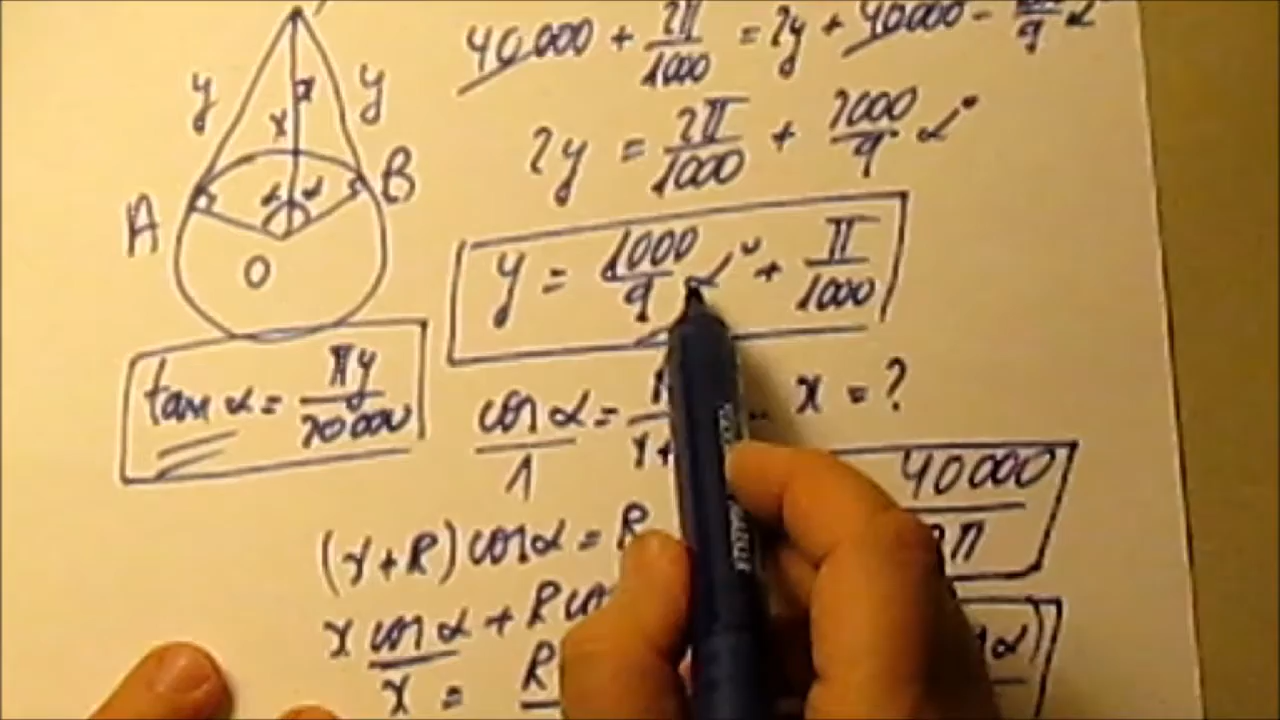 40000 + 2π/1000 = 2y + 40000 -
2y = 2π/1000 + 2000/9 α°
y = 1000/9 α° + π/1000
y
y
x
α
α
A
B
O
tan α = πy/20000
cos α
1
x = ?
40000
(x+R) cos α = R
x cos α + R
x = R